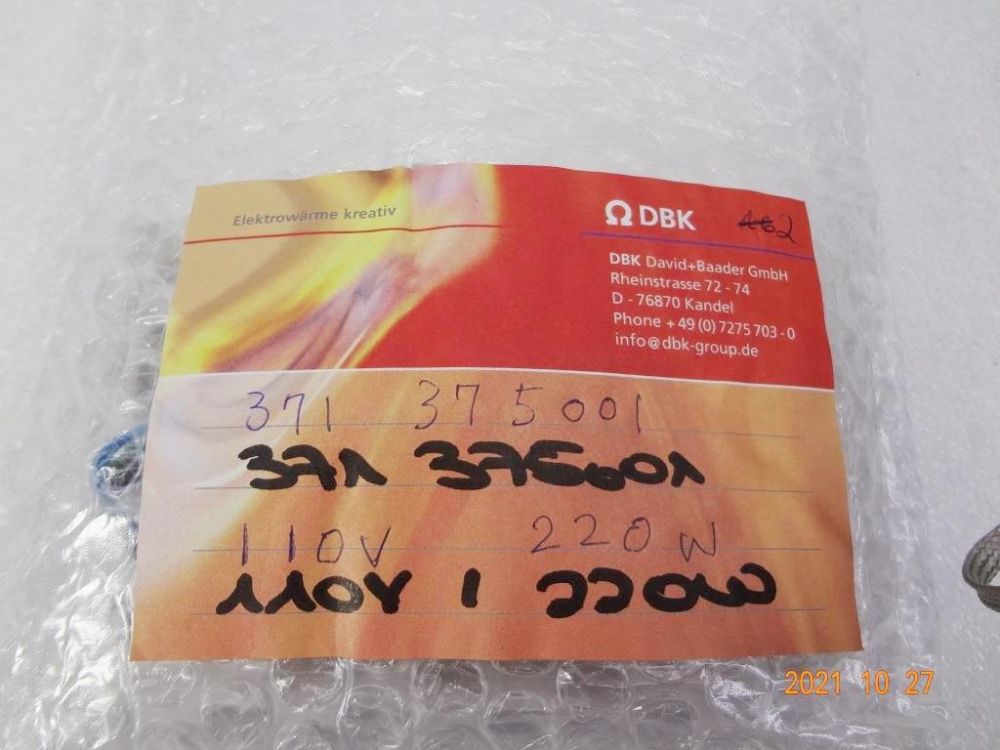 Elektrowärme kreativ
DBK
162
DBK David+Baader GmbH
Rheinstrasse 72 - 74
D - 76870 Kandel
Phone +49 (0) 7275 703 - 0
info@dbk-group.de
371 375001
371 375001
110V 220W
110V / 220W
2021 10 27